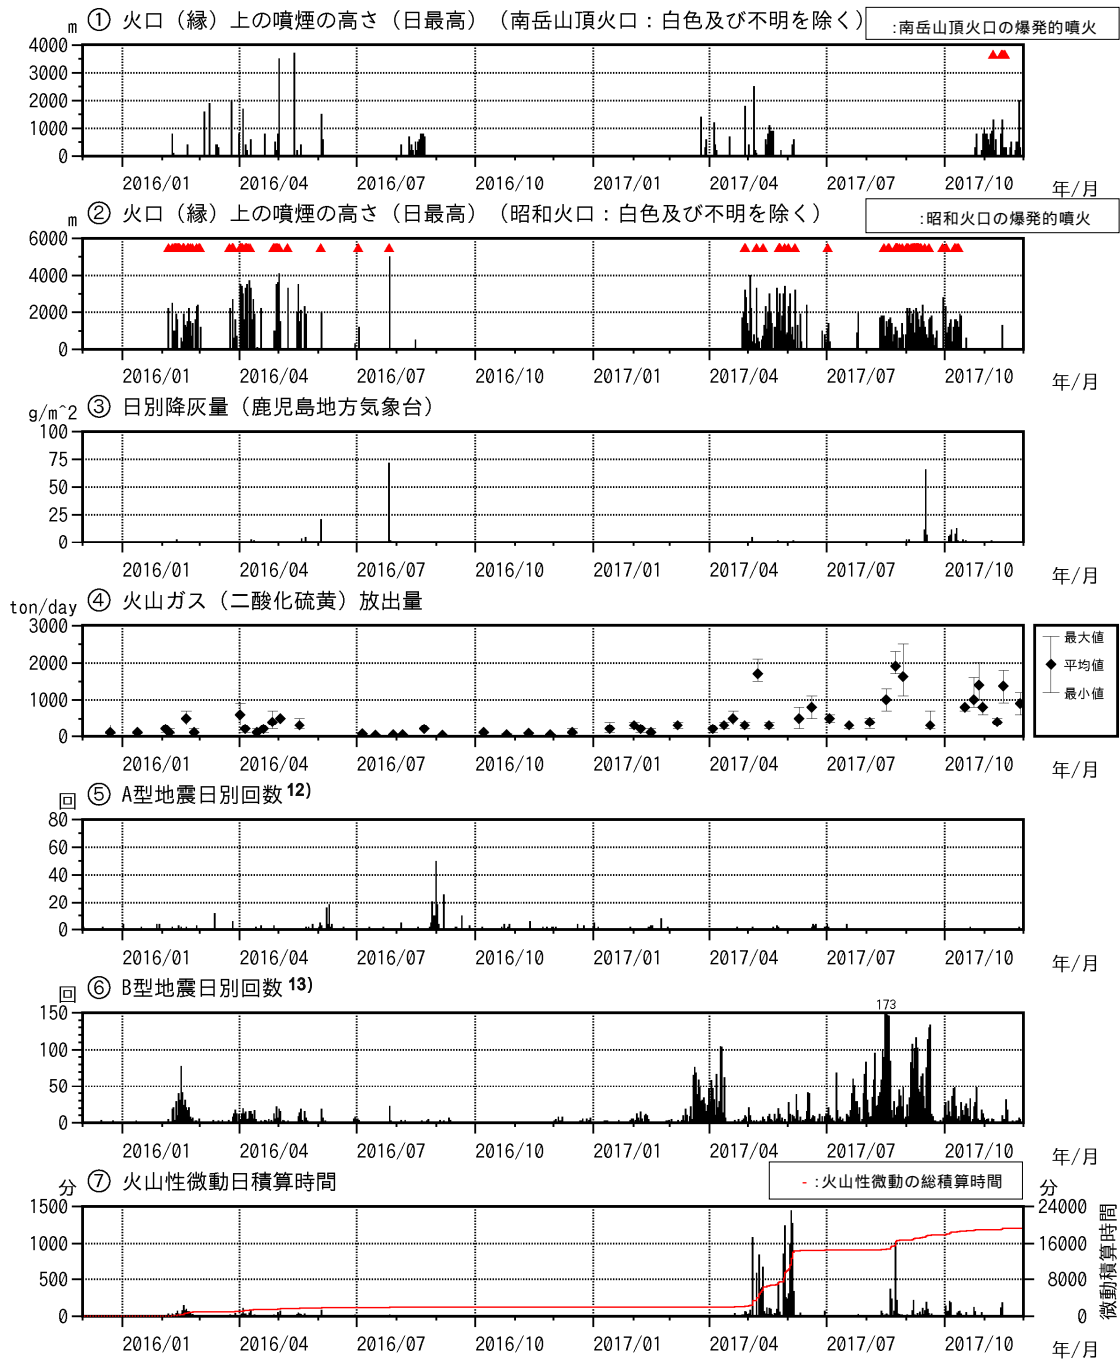 ① 火口（縁）上の噴煙の高さ（日最高）（南岳山頂火口：白色及び不明を除く）
:南岳山頂火口の爆発的噴火
m
4000
3000
2000
1000
0
2016/01 2016/04 2016/07 2016/10 2017/01 2017/04 2017/07 2017/10 年/月
② 火口（縁）上の噴煙の高さ（日最高）（昭和火口：白色及び不明を除く）
:昭和火口の爆発的噴火
m
6000
4000
2000
0
2016/01 2016/04 2016/07 2016/10 2017/01 2017/04 2017/07 2017/10 年/月
③ 日別降灰量（鹿児島地方気象台）
g/m^2
100
75
50
25
0
2016/01 2016/04 2016/07 2016/10 2017/01 2017/04 2017/07 2017/10 年/月
④ 火山ガス（二酸化硫黄）放出量
ton/day
3000
2000
1000
0
最大値
平均値
最小値
2016/01 2016/04 2016/07 2016/10 2017/01 2017/04 2017/07 2017/10 年/月
⑤ A型地震日別回数 12)
回
80
60
40
20
0
2016/01 2016/04 2016/07 2016/10 2017/01 2017/04 2017/07 2017/10 年/月
⑥ B型地震日別回数 13)
回
173
150
100
50
0
2016/01 2016/04 2016/07 2016/10 2017/01 2017/04 2017/07 2017/10 年/月
⑦ 火山性微動日積算時間
- :火山性微動の総積算時間
分
分
1500
1000
500
0
24000
16000
8000
0
微動積算時間
2016/01 2016/04 2016/07 2016/10 2017/01 2017/04 2017/07 2017/10 年/月